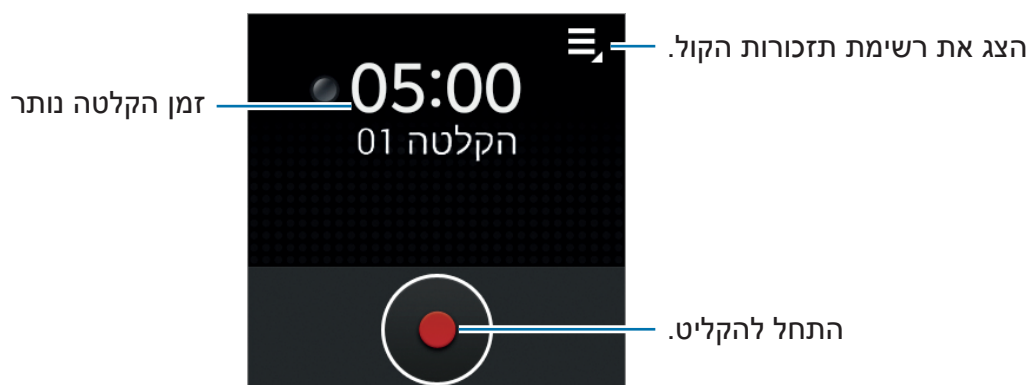 הצג את רשימת תזכורות הקול.
05:00
זמן הקלטה נותר
הקלטה 01
התחל להקליט.